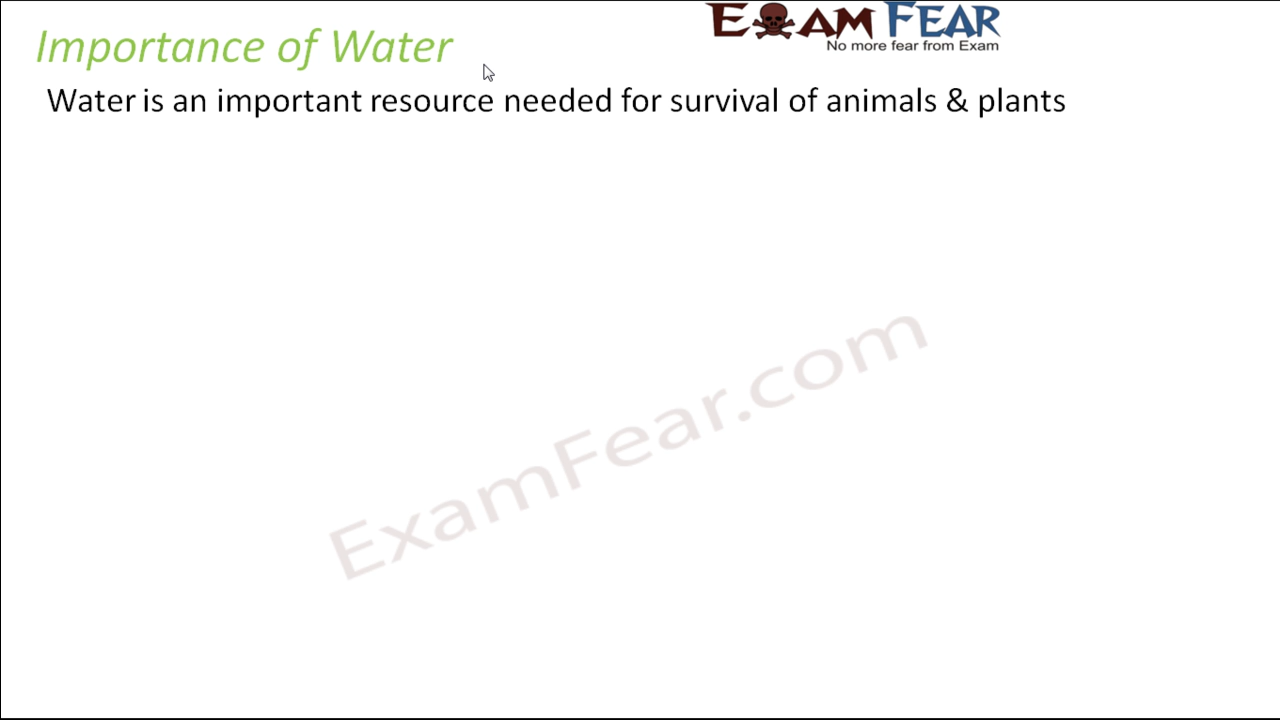 Importance of Water
EXAM FEAR
No more fear from Exam
Water is an important resource needed for survival of animals & plants
ExamFear.com